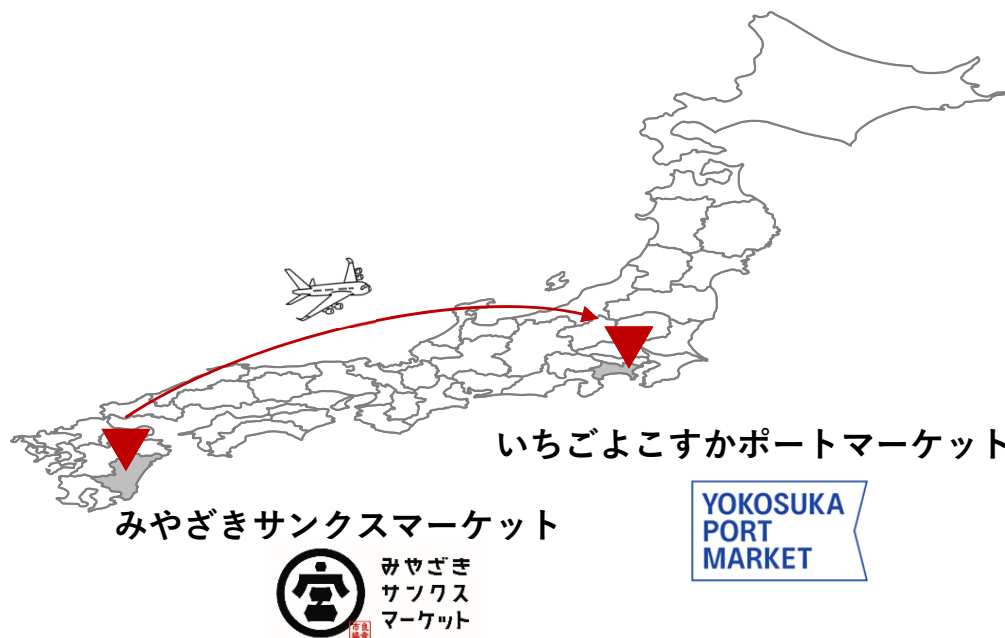 いちごよこすかポートマーケット
YOKOSUKA
PORT
MARKET
みやざきサンクスマーケット
宮
みやざき
サンクス
マーケット